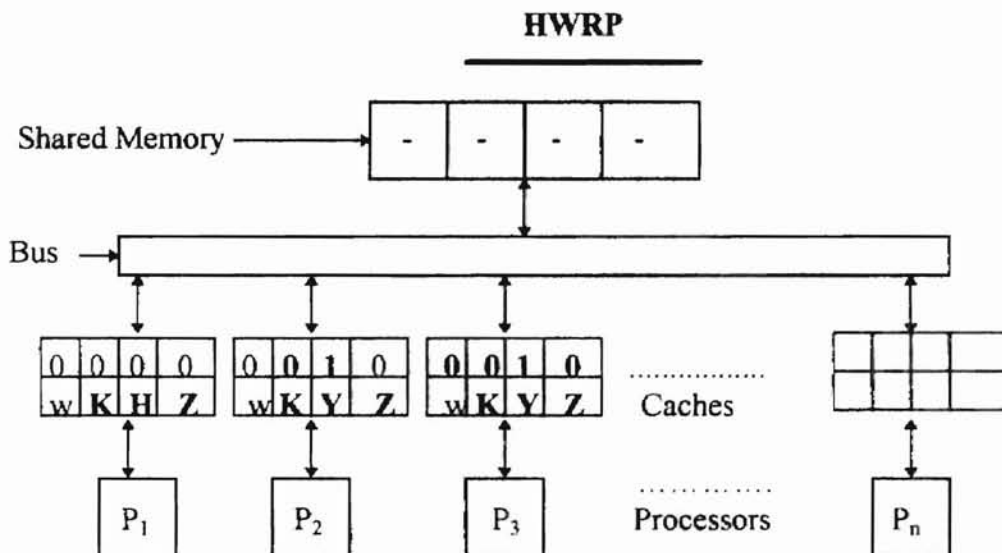 HWRP
Shared Memory
- - - -
Bus
0 0 0 0 0 0 1 0 0 0 1 0
w K H Z w K Y Z w K Y Z ............ Caches
P1 P2 P3 ............ Processors Pn